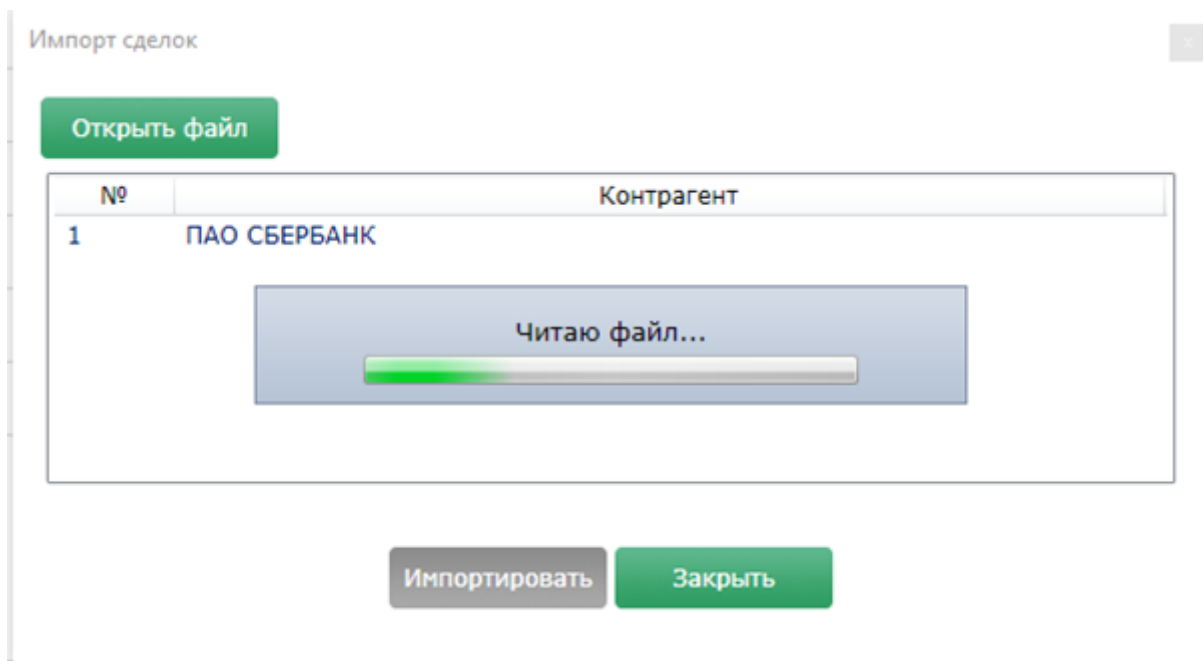 Импорт сделок
x
Открыть файл
№ Контрагент
1 ПАО СБЕРБАНК
Читаю файл...
Импортировать Закрыть